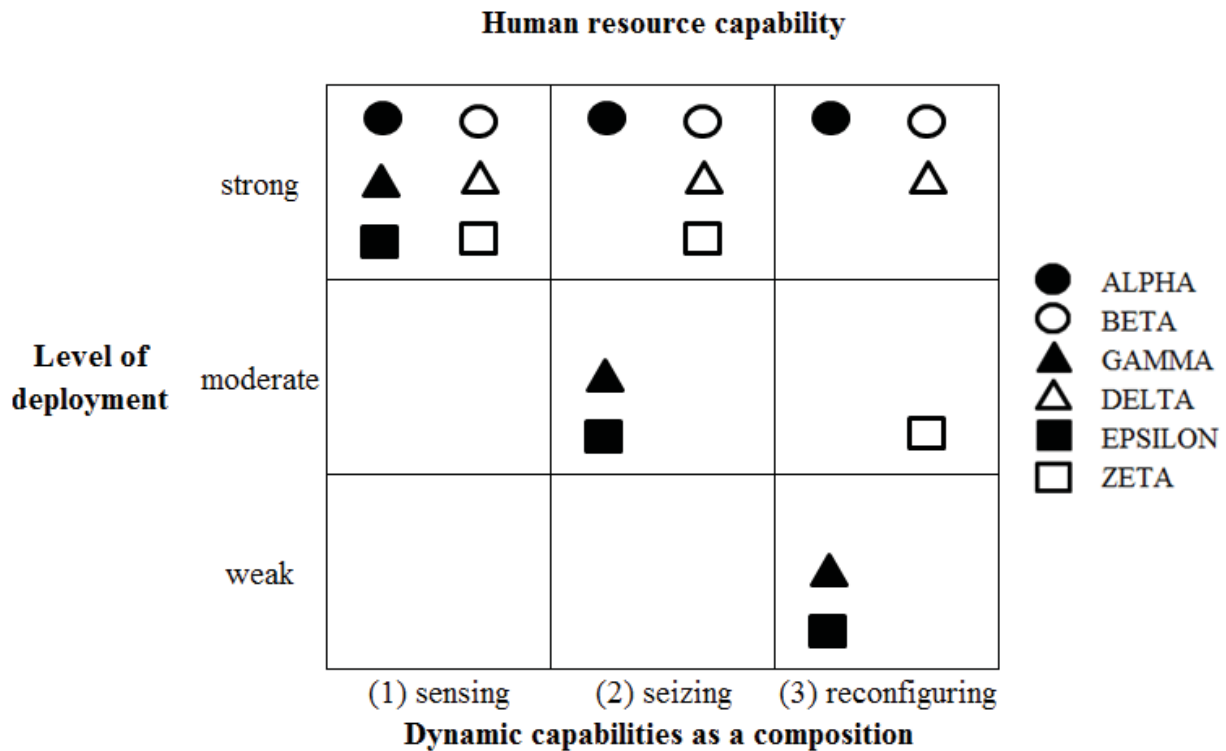 Human resource capability
strong
Level of
deployment
moderate
weak
ALPHA
BETA
GAMMA
DELTA
EPSILON
ZETA
(1) sensing
(2) seizing
(3) reconfiguring
Dynamic capabilities as a composition